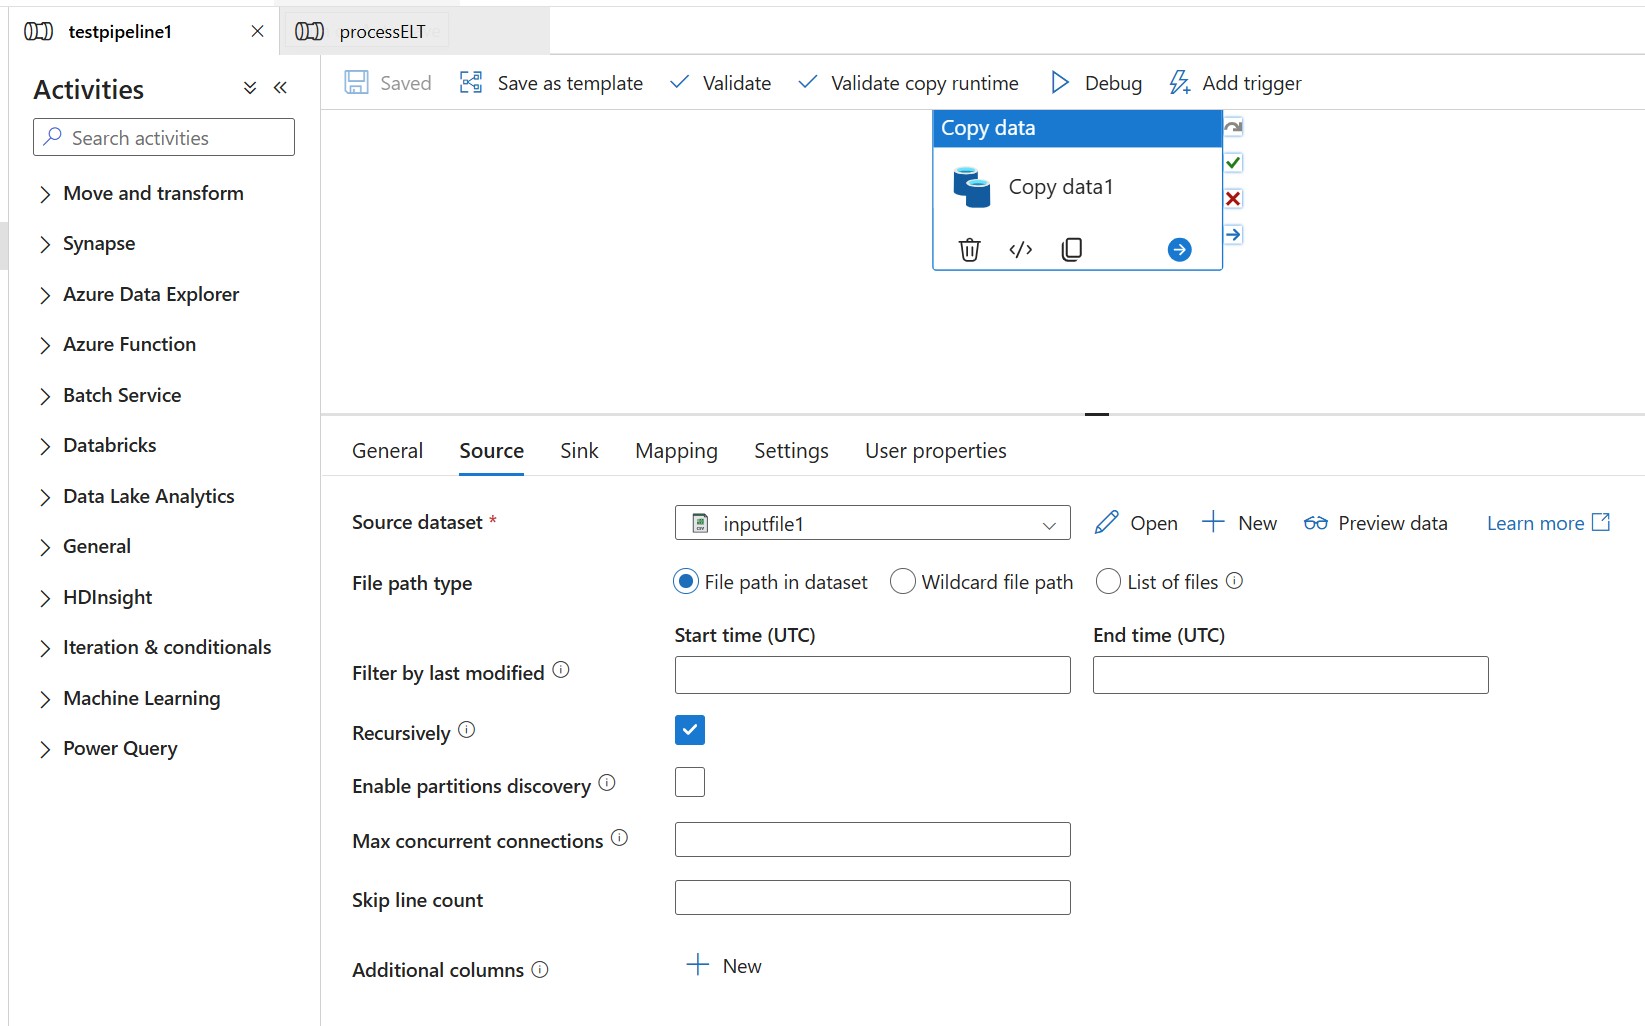 testpipeline1
processELT
Activities
Search activities
Move and transform
Synapse
Azure Data Explorer
Azure Function
Batch Service
Databricks
Data Lake Analytics
General
HDInsight
Iteration & conditionals
Machine Learning
Power Query
Saved Save as template Validate Validate copy runtime Debug Add trigger
Copy data
Copy data1
General Source Sink Mapping Settings User properties
Source dataset * inputfile1 Open New Preview data Learn more
File path type File path in dataset Wildcard file path List of files
Start time (UTC) End time (UTC)
Filter by last modified
Recursively
Enable partitions discovery
Max concurrent connections
Skip line count
Additional columns New